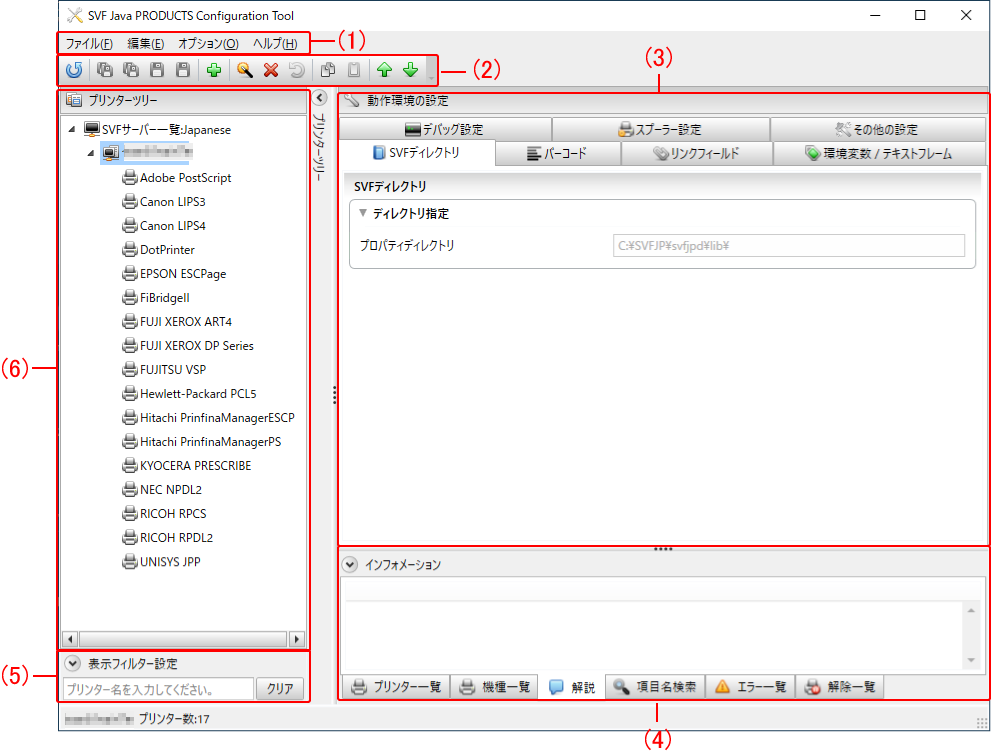 SVF Java PRODUCTS Configuration Tool
ファイル(F) 編集(E) オプション(O) ヘルプ(H)
(1)
(2)
(3)
プリンターツリー
プリンターツリー
動作環境の設定
デバッグ設定 スプーラー設定 その他の設定
SVFディレクトリ バーコード リンクフィールド 環境変数 / テキストフレーム
SVFサーバー一覧:Japanese
Adobe PostScript
Canon LIPS3
Canon LIPS4
DotPrinter
EPSON ESCPage
FiBridgeII
FUJI XEROX ART4
FUJI XEROX DP Series
FUJITSU VSP
Hewlett-Packard PCL5
Hitachi PrinfinaManagerESCP
Hitachi PrinfinaManagerPS
KYOCERA PRESCRIBE
NEC NPDL2
RICOH RPCS
RICOH RPDL2
UNISYS JPP
(6)
SVFディレクトリ
ディレクトリ指定
プロパティディレクトリ C:¥SVFJP¥svfjpd¥lib¥
インフォメーション
プリンター一覧 機種一覧 解説 項目名検索 エラー一覧 解除一覧
(4)
(5)
表示フィルター設定
プリンター名を入力してください。 クリア
プリンター数:17